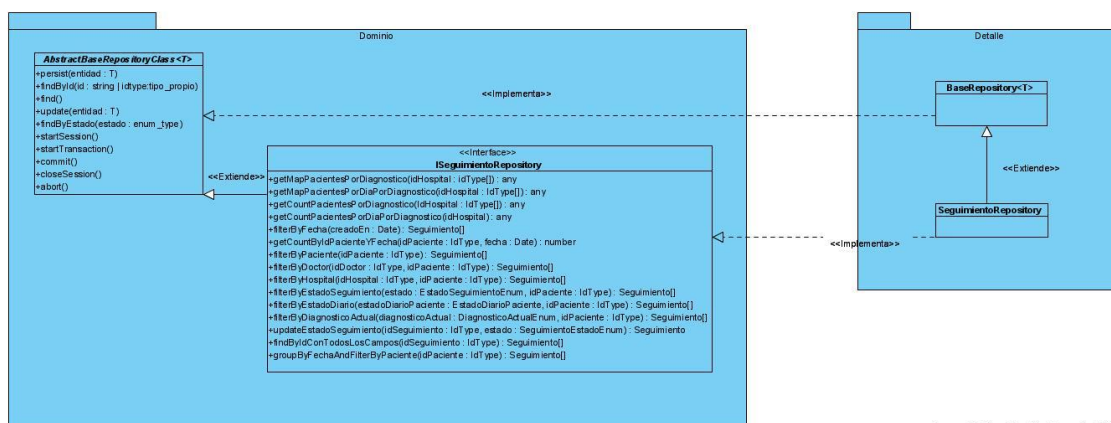 Dominio
AbstractBaseRepositoryClass<T>
+persist(entidad : T)
+findById(id : string | idtype:tipo_propio)
+find()
+update(entidad : T)
+findByEstado(estado : enum_type)
+startSession()
+startTransaction()
+commit()
+closeSession()
+abort()
<<Extiende>>
<<Interface>>
ISeguimientoRepository
+getMapPacientesPorDiagnostico(idHospital : idType[]) : any
+getMapPacientesPorDiaPorDiagnostico(idHospital : IdType[]) : any
+getCountPacientesPorDiagnostico(IdHospital : IdType[]) : any
+getCountPacientesPorDiaPorDiagnostico(idHospital) : any
+filterByFecha(creadoEn : Date) : Seguimiento[]
+getCountByIdPacienteYFecha(idPaciente : IdType, fecha : Date) : number
+filterByPaciente(idPaciente : IdType) : Seguimiento[]
+filterByDoctor(idDoctor : IdType, idPaciente : IdType) : Seguimiento[]
+filterByHospital(idHospital : IdType, idPaciente : IdType) : Seguimiento[]
+filterByEstadoSeguimiento(estado : EstadoSeguimientoEnum, idPaciente : IdType) : Seguimiento[]
+filterByEstadoDiario(estadoDiarioPaciente : EstadoDiarioPaciente, idPaciente : IdType) : Seguimiento[]
+filterByDiagnosticoActual(diagnosticoActual : DiagnosticoActualEnum, idPaciente : IdType) : Seguimiento[]
+updateEstadoSeguimiento(idSeguimiento : IdType, estado : SeguimientoEstadoEnum) : Seguimiento
+findByIdConTodosLosCampos(idSeguimiento : IdType) : Seguimiento[]
+groupByFechaAndFilterByPaciente(idPaciente : IdType) : Seguimiento[]
<<Implementa>>
<<Implementa>>
Detalle
BaseRepository<T>
<<Extiende>>
SeguimientoRepository